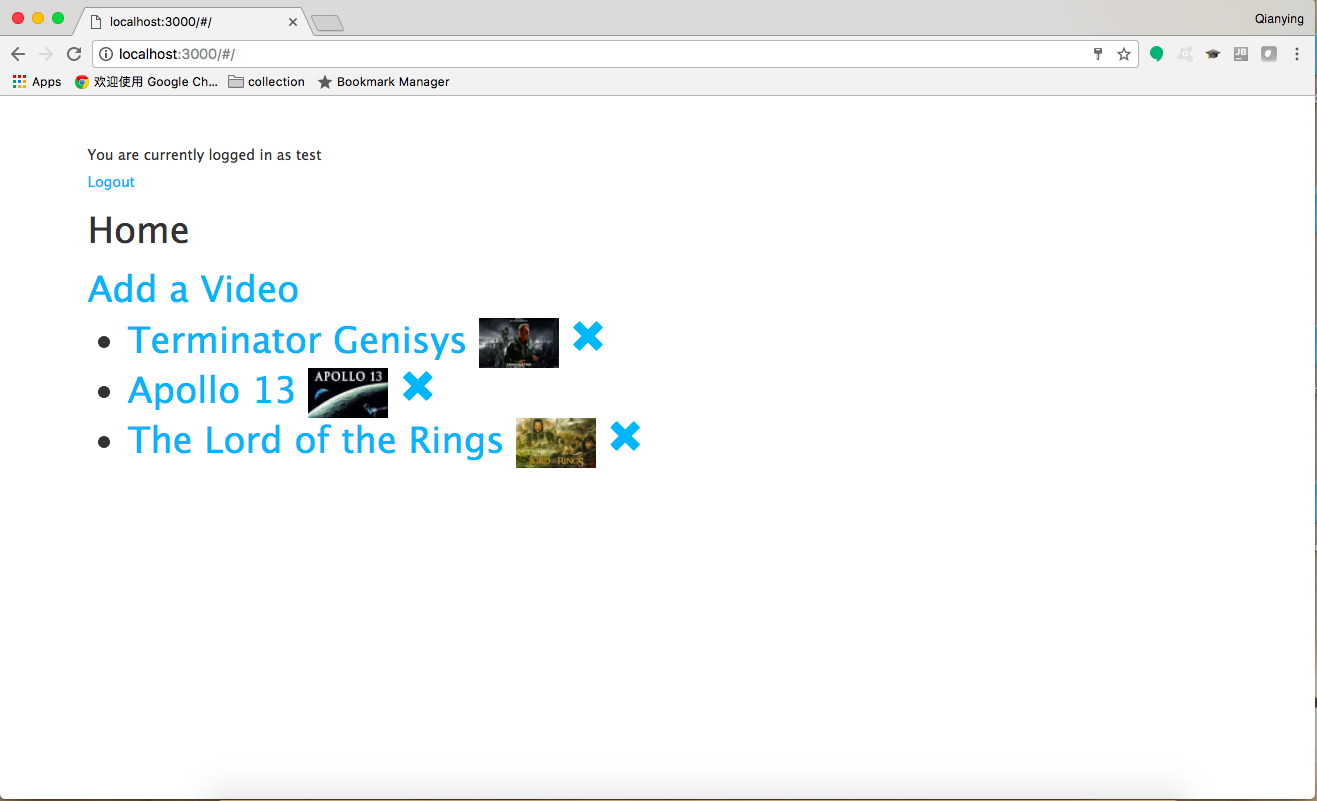 localhost:3000/#/
Qianying
localhost:3000/#/
Apps 欢迎使用 Google Ch... collection Bookmark Manager
JB
You are currently logged in as test
Logout
Home
Add a Video
Terminator Genisys
Apollo 13 APOLLO 13
The Lord of the Rings